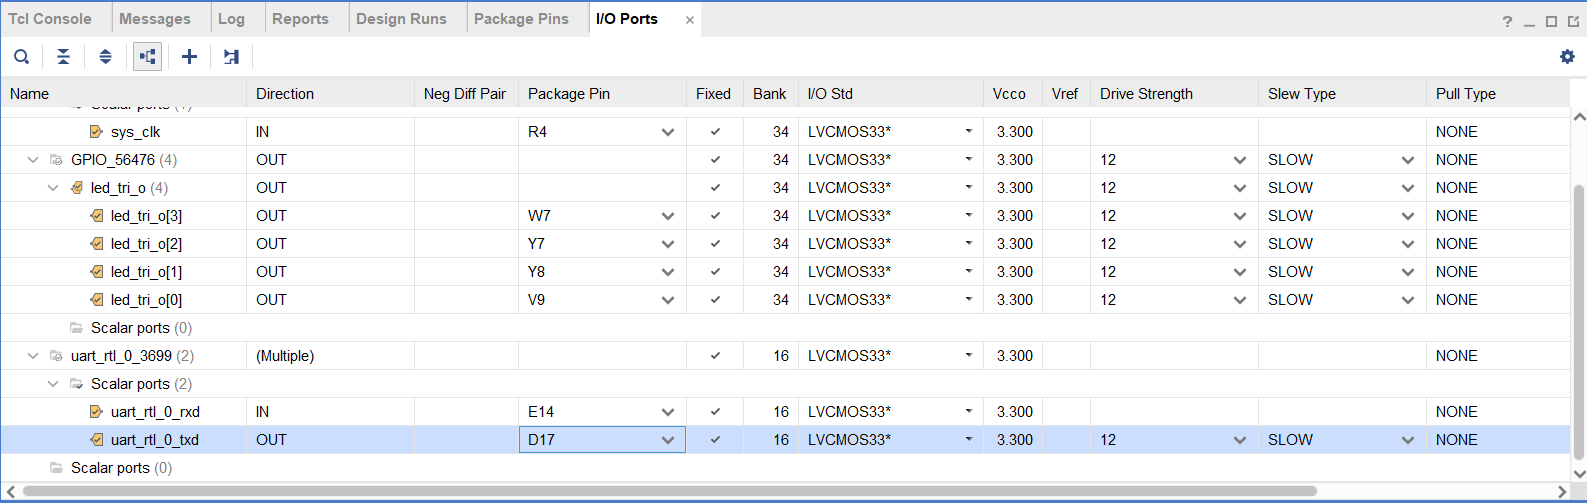 Tcl Console Messages Log Reports Design Runs Package Pins I/O Ports ×
Name Direction Neg Diff Pair Package Pin Fixed Bank I/O Std Vcco Vref Drive Strength Slew Type Pull Type
sys_clk IN R4 34 LVCMOS33* 3.300 NONE
GPIO_56476 (4) OUT 34 LVCMOS33* 3.300 12 SLOW NONE
led_tri_o (4) OUT 34 LVCMOS33* 3.300 12 SLOW NONE
led_tri_o[3] OUT W7 34 LVCMOS33* 3.300 12 SLOW NONE
led_tri_o[2] OUT Y7 34 LVCMOS33* 3.300 12 SLOW NONE
led_tri_o[1] OUT Y8 34 LVCMOS33* 3.300 12 SLOW NONE
led_tri_o[0] OUT V9 34 LVCMOS33* 3.300 12 SLOW NONE
Scalar ports (0)
uart_rtl_0_3699 (2) (Multiple) 16 LVCMOS33* 3.300 NONE
Scalar ports (2)
uart_rtl_0_rxd IN E14 16 LVCMOS33* 3.300 NONE
uart_rtl_0_txd OUT D17 16 LVCMOS33* 3.300 12 SLOW NONE
Scalar ports (0)